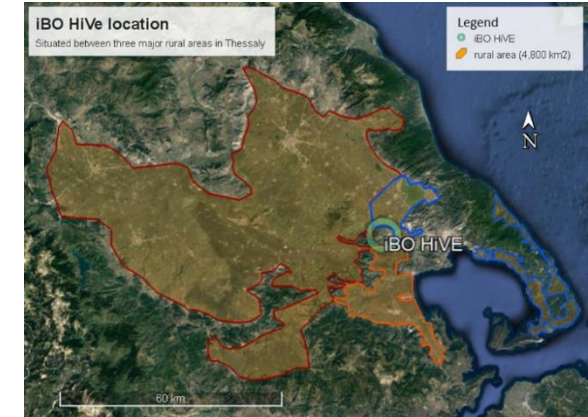 iBO HiVe location
Situated between three major rural areas in Thessaly
Legend
iBO HiVE
rural area (4,800 km2)
N
iBO HiVE
60 km